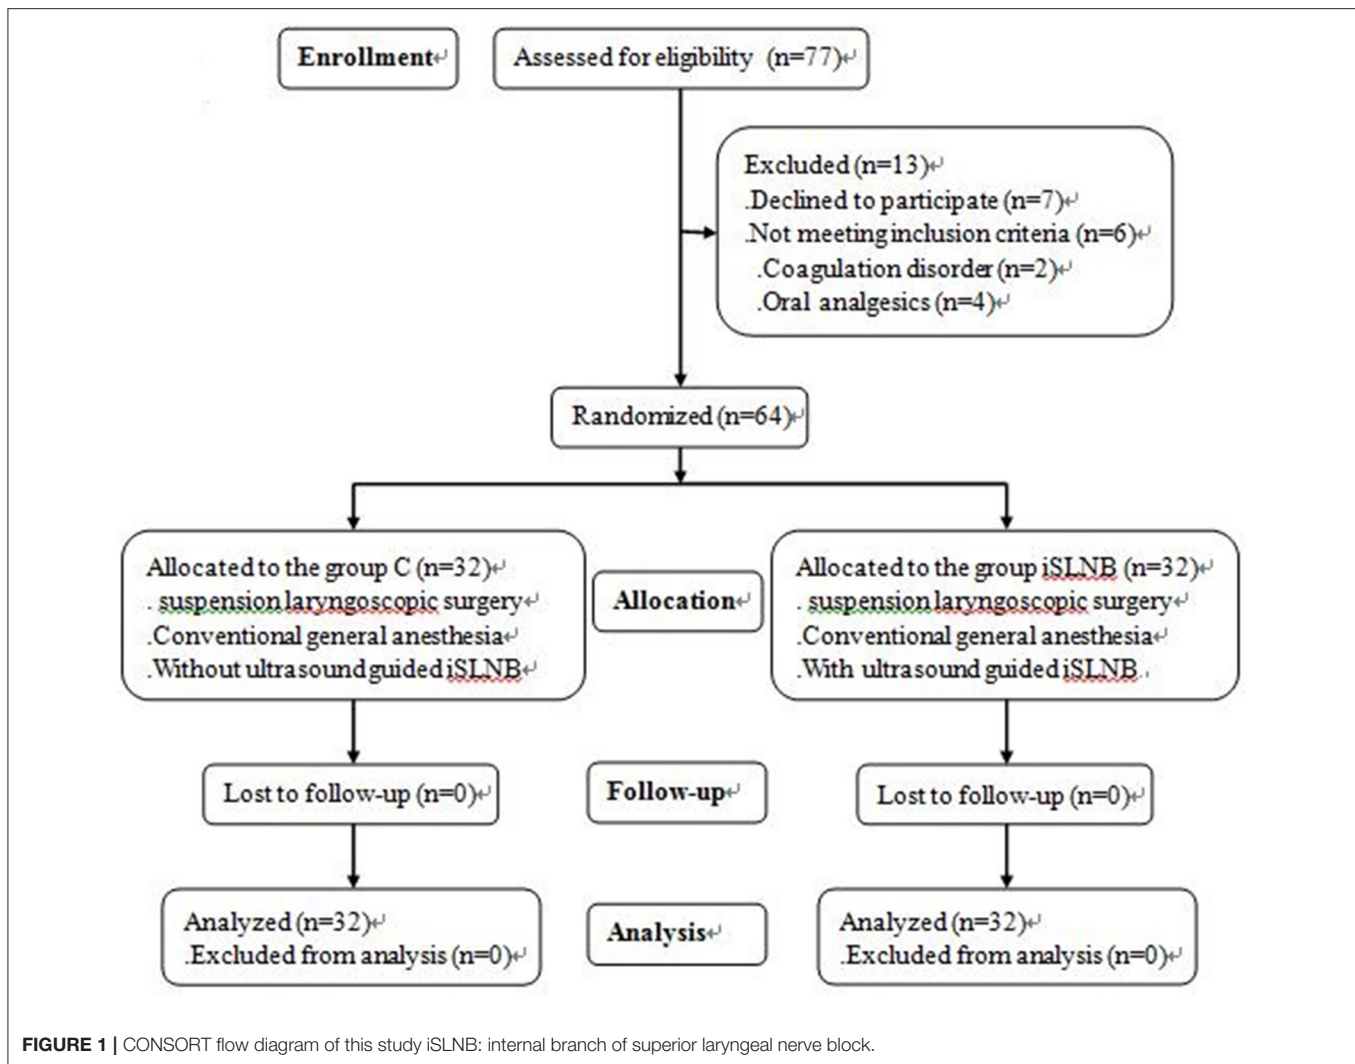 Enrollment↵
Assessed for eligibility (n=77)↵
Excluded (n=13)↵
.Declined to participate (n=7)↵
.Not meeting inclusion criteria (n=6)↵
.Coagulation disorder (n=2)↵
.Oral analgesics (n=4)↵
Randomized (n=64)↵
Allocated to the group C (n=32)↵
. suspension laryngoscopic surgery↵
.Conventional general anesthesia↵
.Without ultrasound guided iSLNB↵
Allocation↵
Allocated to the group iSLNB (n=32)↵
. suspension laryngoscopic surgery↵
.Conventional general anesthesia↵
.With ultrasound guided iSLNB..
Lost to follow-up (n=0)↵
Follow-up↵
Lost to follow-up (n=0)↵
Analyzed (n=32)↵
.Excluded from analysis (n=0)↵
Analysis↵
Analyzed (n=32)↵
.Excluded from analysis (n=0)↵
FIGURE 1 | CONSORT flow diagram of this study iSLNB: internal branch of superior laryngeal nerve block.